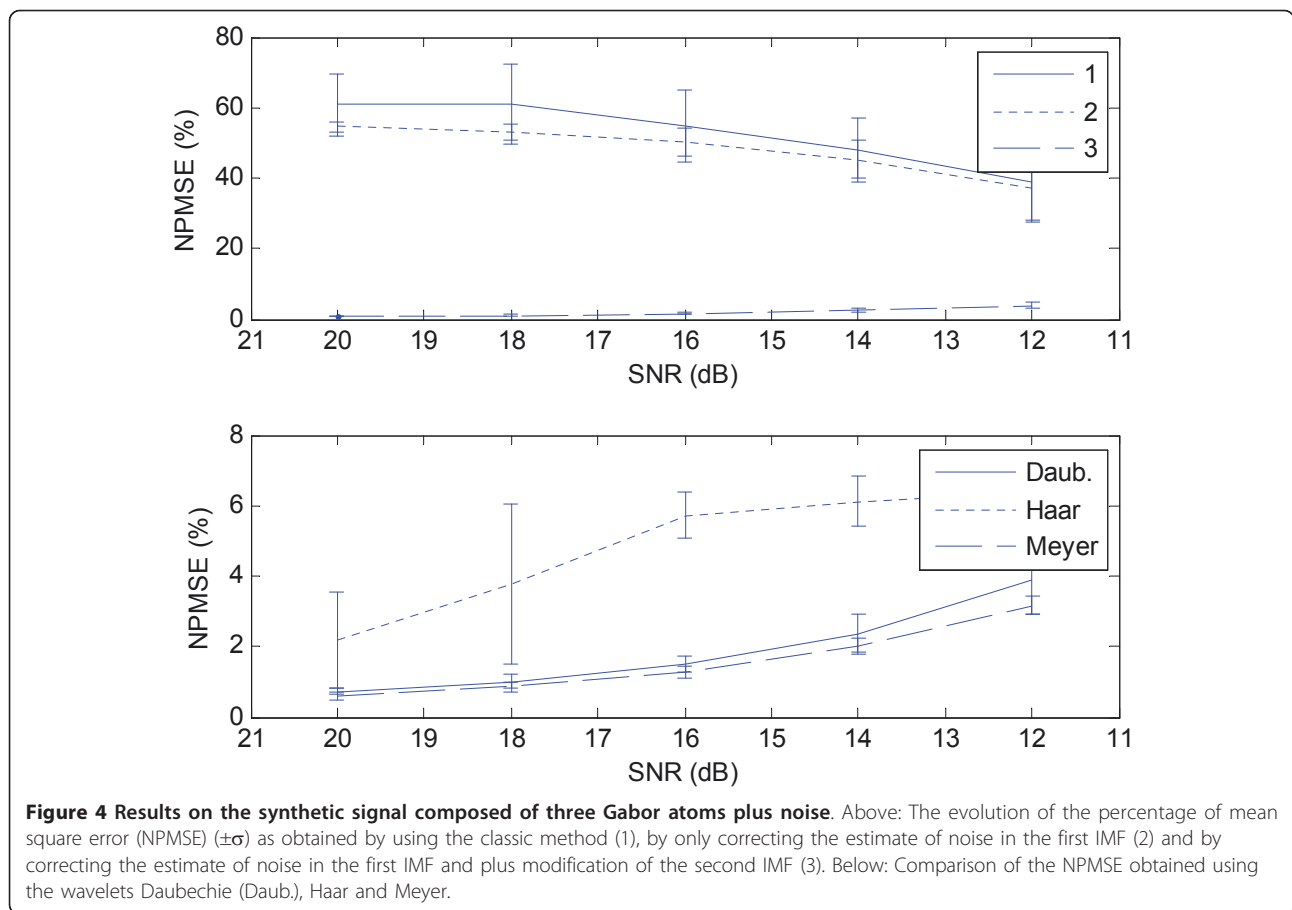 80
60
40
20
0
NPMSE (%)
1
2
3
21 20 19 18 17 16 15 14 13 12 11
SNR (dB)
8
6
4
2
0
NPMSE (%)
Daub.
Haar
Meyer
21 20 19 18 17 16 15 14 13 12 11
SNR (dB)
Figure 4 Results on the synthetic signal composed of three Gabor atoms plus noise. Above: The evolution of the percentage of mean
square error (NPMSE) (±σ) as obtained by using the classic method (1), by only correcting the estimate of noise in the first IMF (2) and by
correcting the estimate of noise in the first IMF and plus modification of the second IMF (3). Below: Comparison of the NPMSE obtained using
the wavelets Daubechie (Daub.), Haar and Meyer.